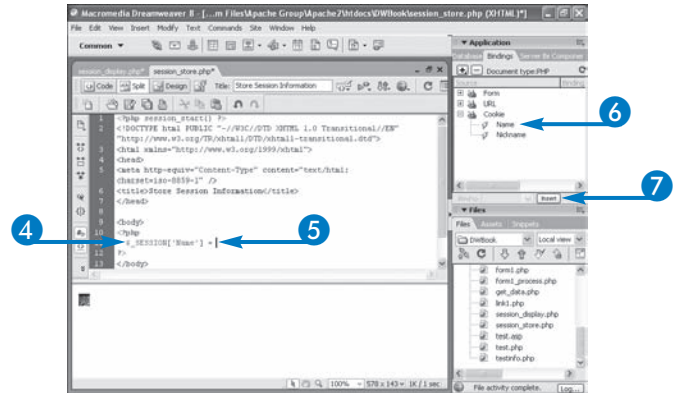 Macromedia Dreamweaver 8 - [...m Files\Apache Group\Apache2\htdocs\DWBook\session_store.php (XHTML)*]
File Edit View Insert Modify Text Commands Site Window Help
Common
session_display.php* session_store.php*
Code Split Design Title: Store Session Information
1 <?php session_start() ?>
2 <!DOCTYPE html PUBLIC "-//W3C//DTD XHTML 1.0 Transitional//EN"
"http://www.w3.org/TR/xhtml1/DTD/xhtml1-transitional.dtd">
3 <html xmlns="http://www.w3.org/1999/xhtml">
4 <head>
5 <meta http-equiv="Content-Type" content="text/html;
charset=iso-8859-1" />
6 <title>Store Session Information</title>
7 </head>
8
9 <body>
10 <?php
11 $_SESSION['Name'] =
12 ?>
13 </body>
4
5
100% 578 x 143 1K / 1 sec
Application
Database Bindings Server Be Compone
Document type:PHP
Source Binding
Form
URL
Cookie
Name
Nickname
6
Insert
7
Files
Files Assets Snippets
DWBook Local view
form1.php
form1_process.php
get_data.php
link1.php
session_display.php
session_store.php
test.asp
test.php
testinfo.php
File activity complete. Log...